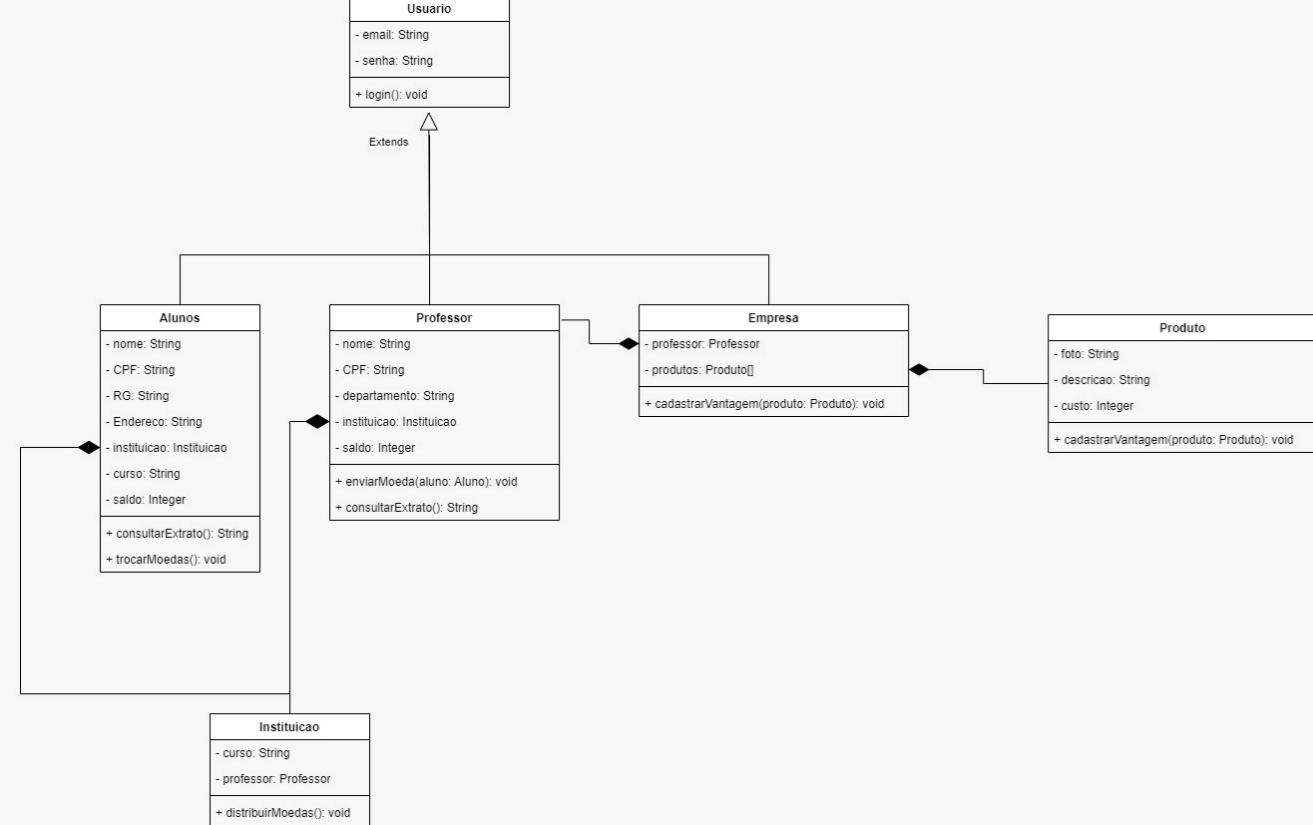 Usuario
- email: String
- senha: String
+ login(): void
Extends
Alunos
- nome: String
- CPF: String
- RG: String
- Endereco: String
- instituicao: Instituicao
- curso: String
- saldo: Integer
+ consultarExtrato(): String
+ trocarMoedas(): void
Professor
- nome: String
- CPF: String
- departamento: String
- instituicao: Instituicao
- saldo: Integer
+ enviarMoeda(aluno: Aluno): void
+ consultarExtrato(): String
Empresa
- professor: Professor
- produtos: Produto[]
+ cadastrarVantagem(produto: Produto): void
Produto
- foto: String
- descricao: String
- custo: Integer
+ cadastrarVantagem(produto: Produto): void
Instituicao
- curso: String
- professor: Professor
+ distribuirMoedas(): void